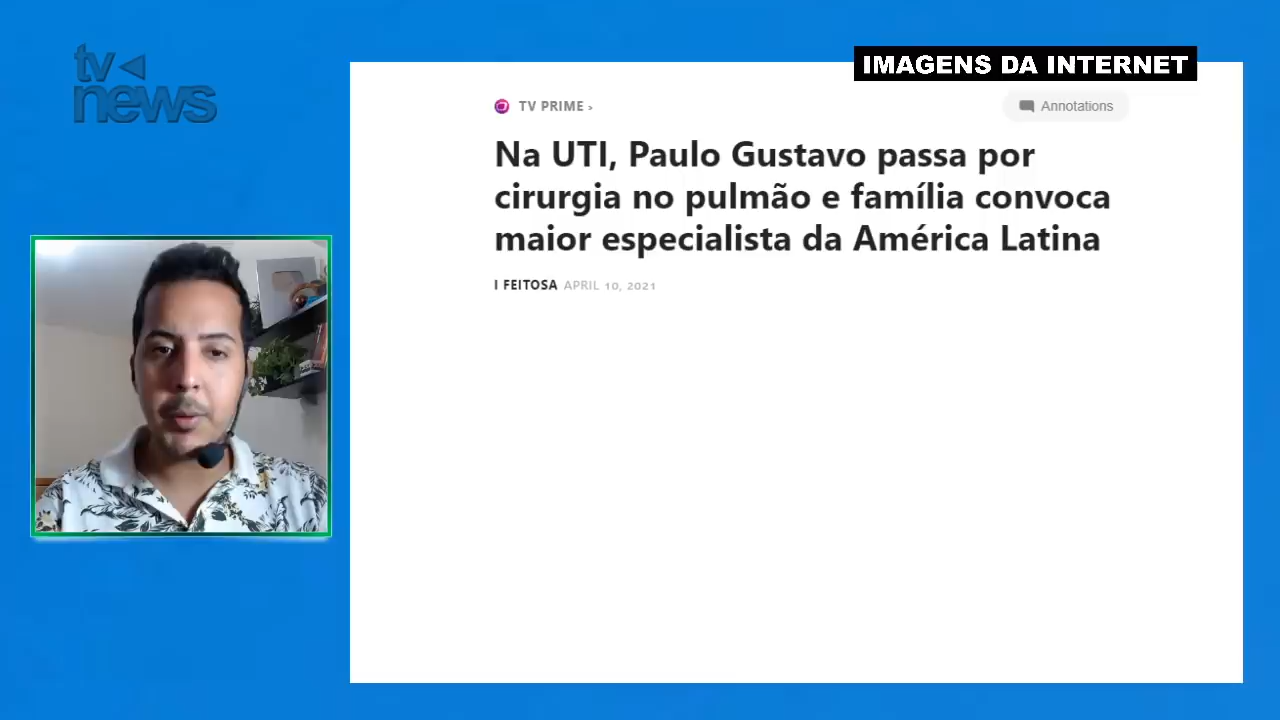 tv
news
IMAGENS DA INTERNET
TV PRIME ›
Annotations
Na UTI, Paulo Gustavo passa por
cirurgia no pulmão e família convoca
maior especialista da América Latina
I FEITOSA APRIL 10, 2021